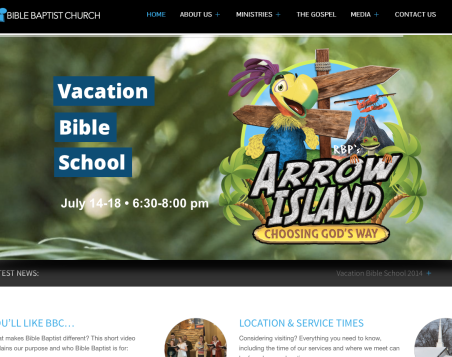 BIBLE BAPTIST CHURCH
HOME ABOUT US + MINISTRIES + THE GOSPEL MEDIA + CONTACT US
Vacation
Bible
School
July 14-18 • 6:30-8:00 pm
RBP's
ARROW
ISLAND
CHOOSING GOD'S WAY
TEST NEWS:
Vacation Bible School 2014 +
OU'LL LIKE BBC...
at makes Bible Baptist different? This short video
lains our purpose and who Bible Baptist is for:
LOCATION & SERVICE TIMES
Considering visiting? Everything you need to know,
including the time of our services and where we meet can